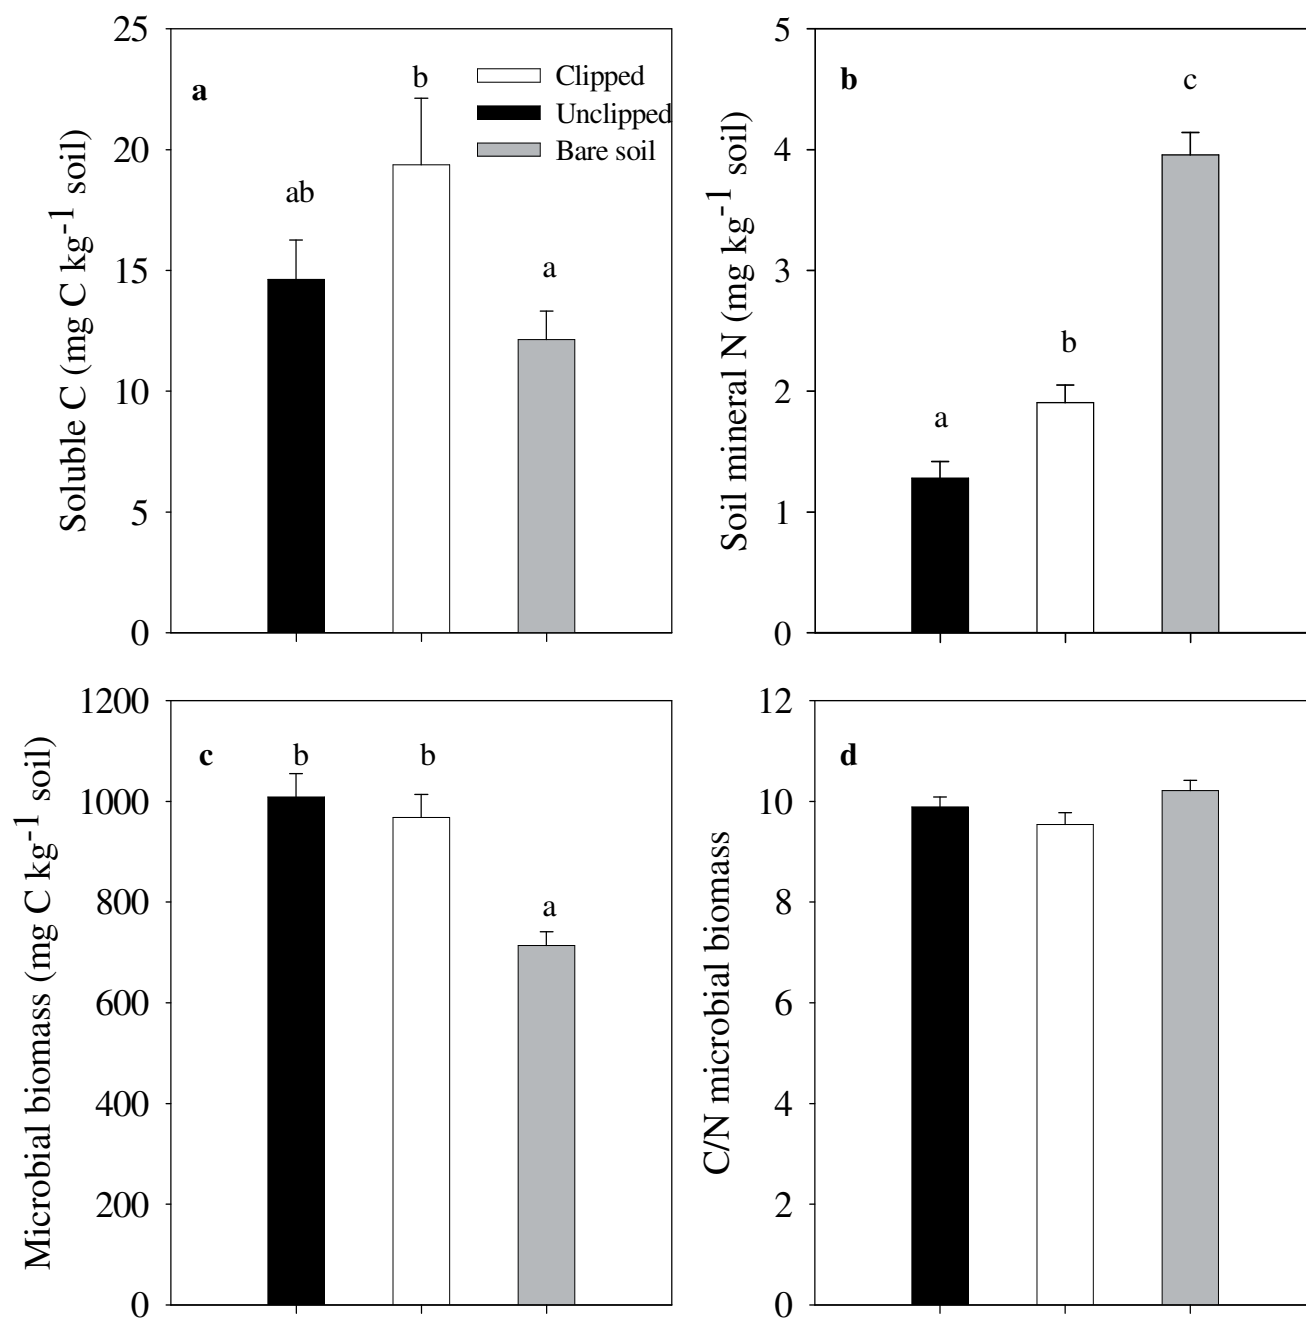 25
20
15
10
5
0
Soluble C (mg C kg-1 soil)
a
ab
b
a
Clipped
Unclipped
Bare soil
5
4
3
2
1
0
Soil mineral N (mg kg-1 soil)
b
a
b
c
1200
1000
800
600
400
200
0
Microbial biomass (mg C kg-1 soil)
c
b
b
a
12
10
8
6
4
2
0
C/N microbial biomass
d